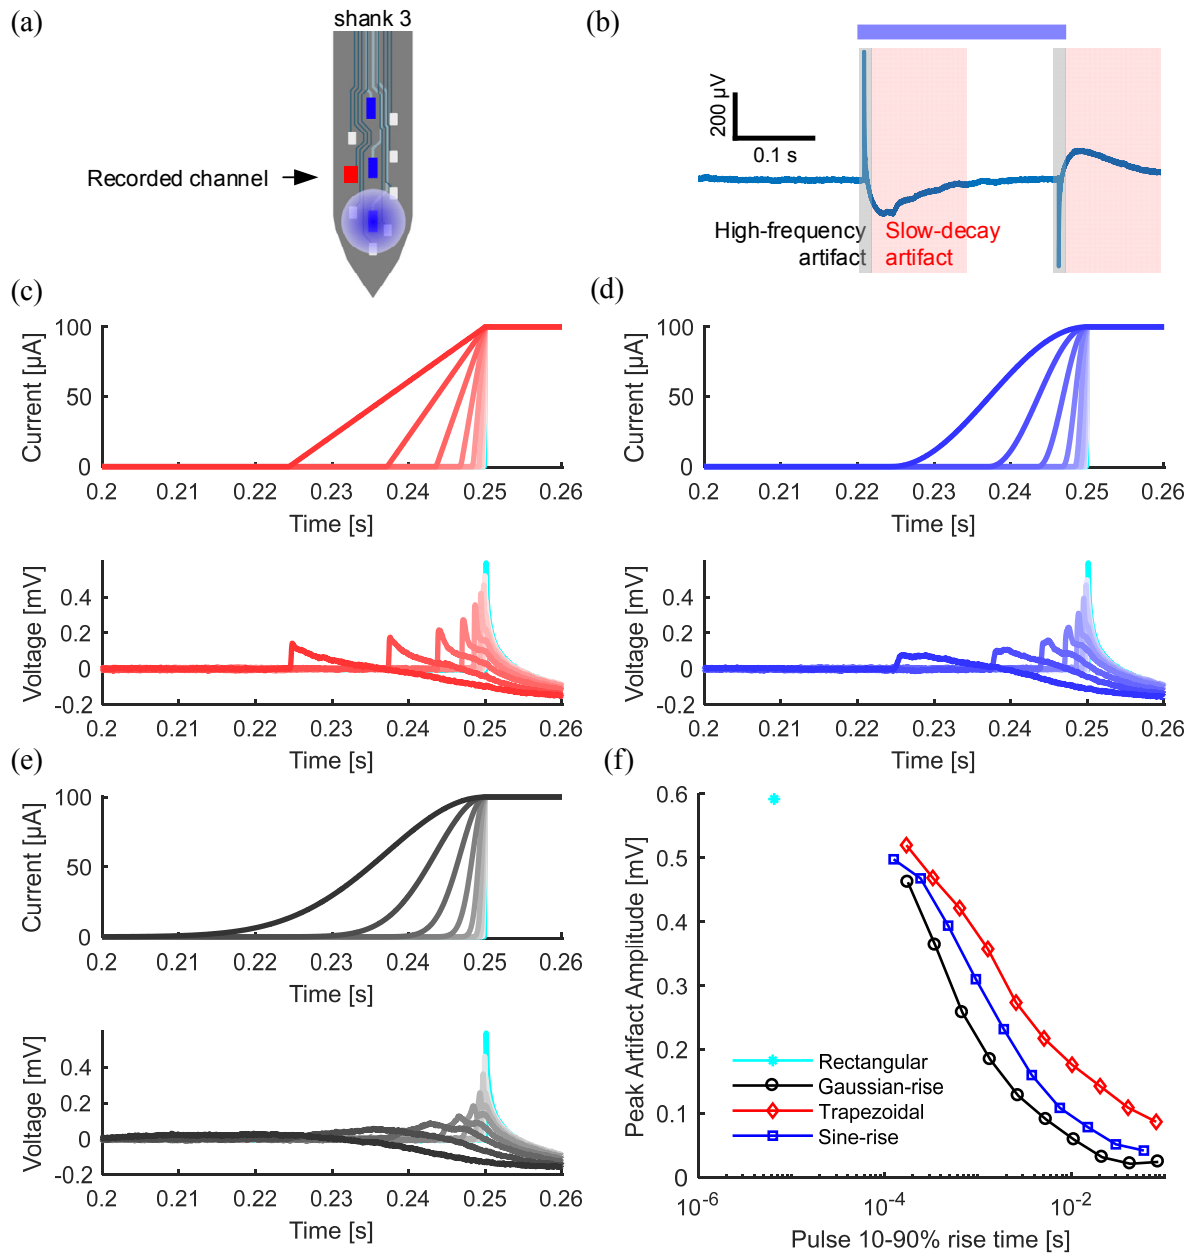 (a)
shank 3
Recorded channel
(b)
200 µV
0.1 s
High-frequency
artifact
Slow-decay
artifact
(c)
Current [µA]
100
50
0
0.2 0.21 0.22 0.23 0.24 0.25 0.26
Time [s]
Voltage [mV]
0.4
0.2
0
-0.2
0.2 0.21 0.22 0.23 0.24 0.25 0.26
Time [s]
(d)
Current [µA]
100
50
0
0.2 0.21 0.22 0.23 0.24 0.25 0.26
Time [s]
Voltage [mV]
0.4
0.2
0
-0.2
0.2 0.21 0.22 0.23 0.24 0.25 0.26
Time [s]
(e)
Current [µA]
100
50
0
0.2 0.21 0.22 0.23 0.24 0.25 0.26
Time [s]
Voltage [mV]
0.4
0.2
0
-0.2
0.2 0.21 0.22 0.23 0.24 0.25 0.26
Time [s]
(f)
Peak Artifact Amplitude [mV]
0.6
0.5
0.4
0.3
0.2
0.1
0
Rectangular
Gaussian-rise
Trapezoidal
Sine-rise
10⁻⁶ 10⁻⁴ 10⁻²
Pulse 10-90% rise time [s]